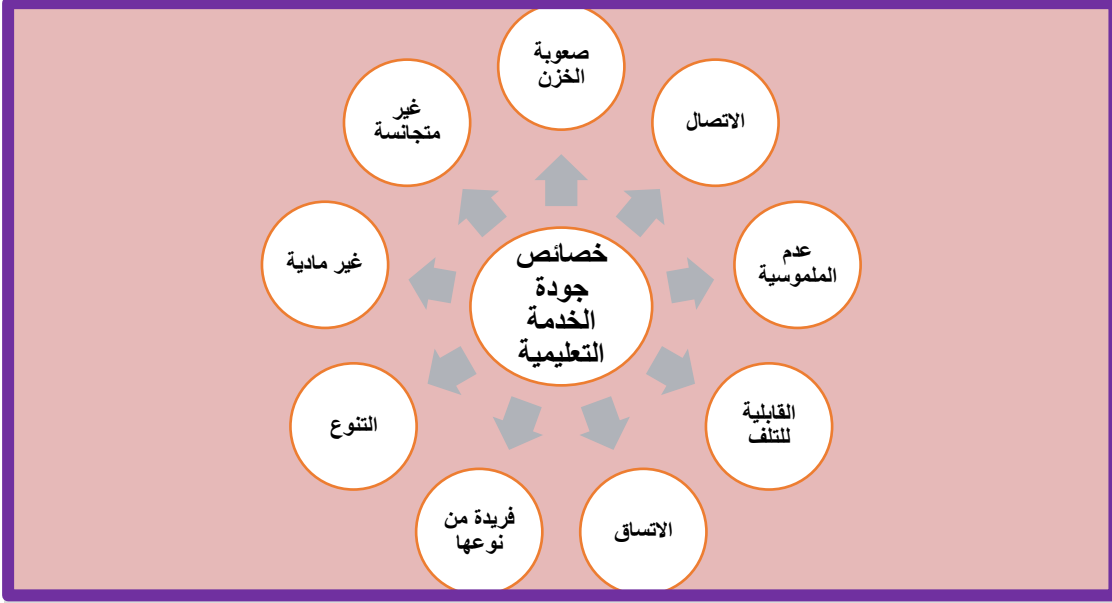 خصائص
جودة
الخدمة
التعليمية
صعوبة
الخزن
الاتصال
عدم
الملموسية
القابلية
للتلف
الاتساق
فريدة من
نوعها
التنوع
غير مادية
غير
متجانسة